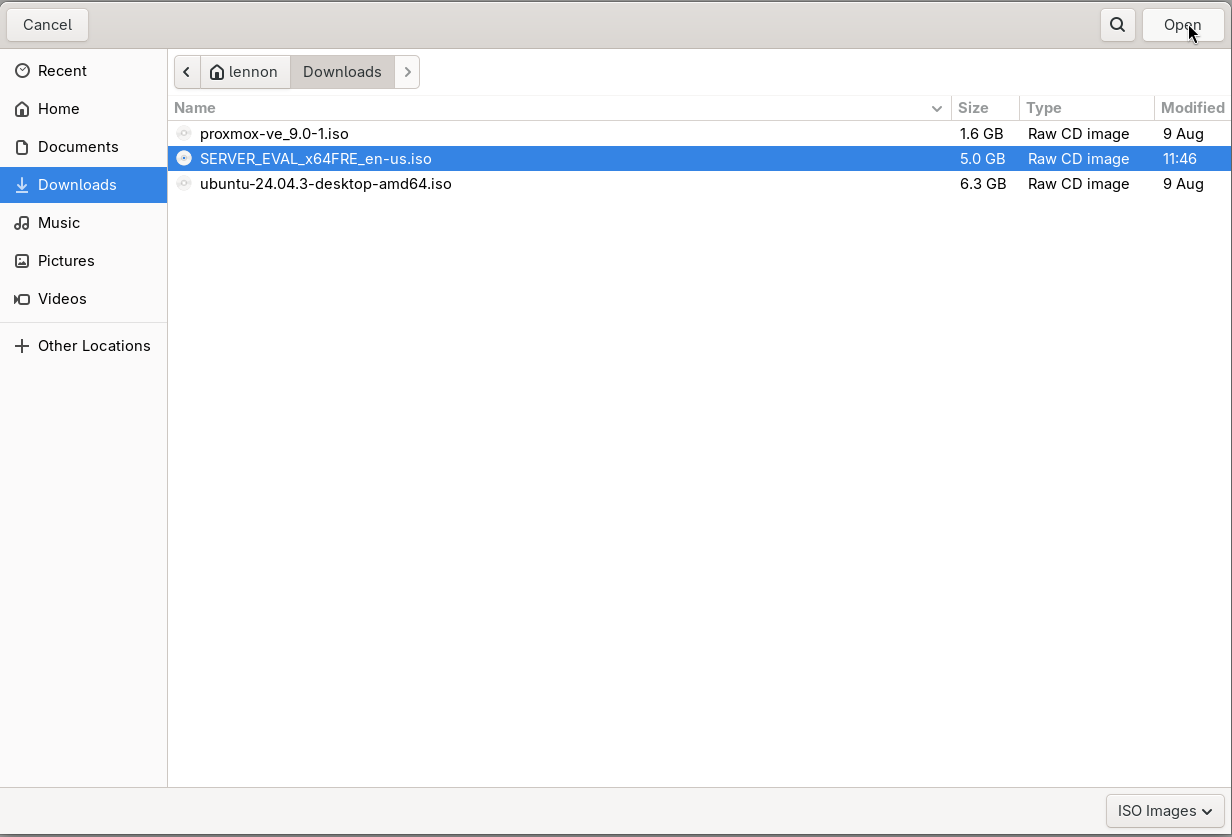 Cancel
Open
Recent
Home
Documents
Downloads
Music
Pictures
Videos
Other Locations
lennon Downloads
Name Size Type Modified
proxmox-ve_9.0-1.iso 1.6 GB Raw CD image 9 Aug
SERVER_EVAL_x64FRE_en-us.iso 5.0 GB Raw CD image 11:46
ubuntu-24.04.3-desktop-amd64.iso 6.3 GB Raw CD image 9 Aug
ISO Images